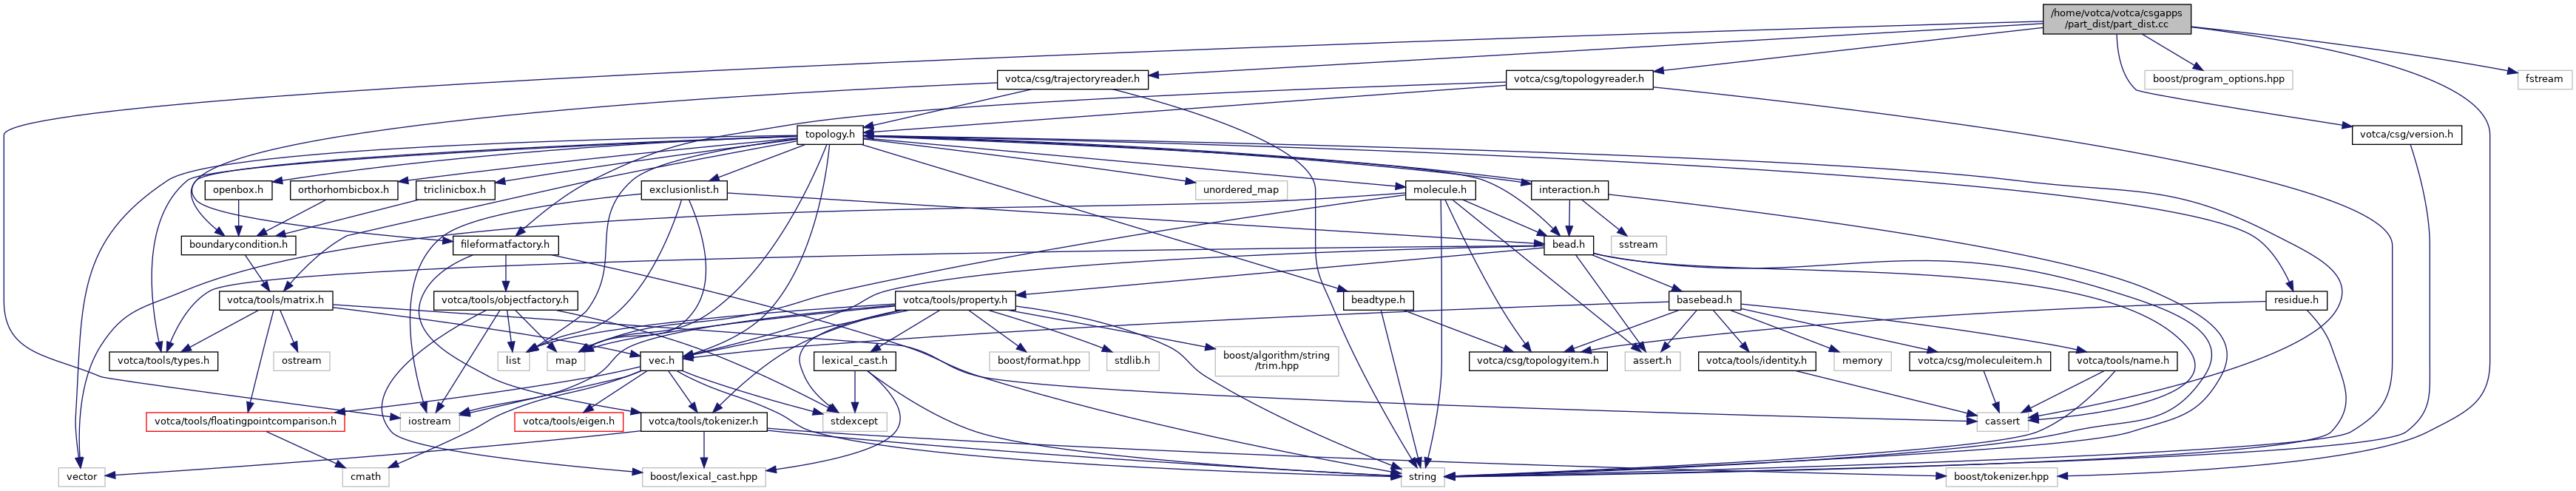 /home/votca/votca/csgapps
/part_dist/part_dist.cc
votca/csg/trajectoryreader.h
votca/csg/topologyreader.h
boost/program_options.hpp
fstream
topology.h
votca/csg/version.h
openbox.h
orthorhombicbox.h
triclinicbox.h
exclusionlist.h
unordered_map
molecule.h
interaction.h
boundarycondition.h
fileformatfactory.h
bead.h
sstream
votca/tools/matrix.h
votca/tools/objectfactory.h
votca/tools/property.h
beadtype.h
basebead.h
residue.h
votca/tools/types.h
ostream
list
map
vec.h
lexical_cast.h
boost/format.hpp
stdlib.h
boost/algorithm/string
/trim.hpp
votca/csg/topologyitem.h
assert.h
votca/tools/identity.h
memory
votca/csg/moleculeitem.h
votca/tools/name.h
votca/tools/floatingpointcomparison.h
iostream
votca/tools/eigen.h
votca/tools/tokenizer.h
stdexcept
cassert
vector
cmath
boost/lexical_cast.hpp
string
boost/tokenizer.hpp